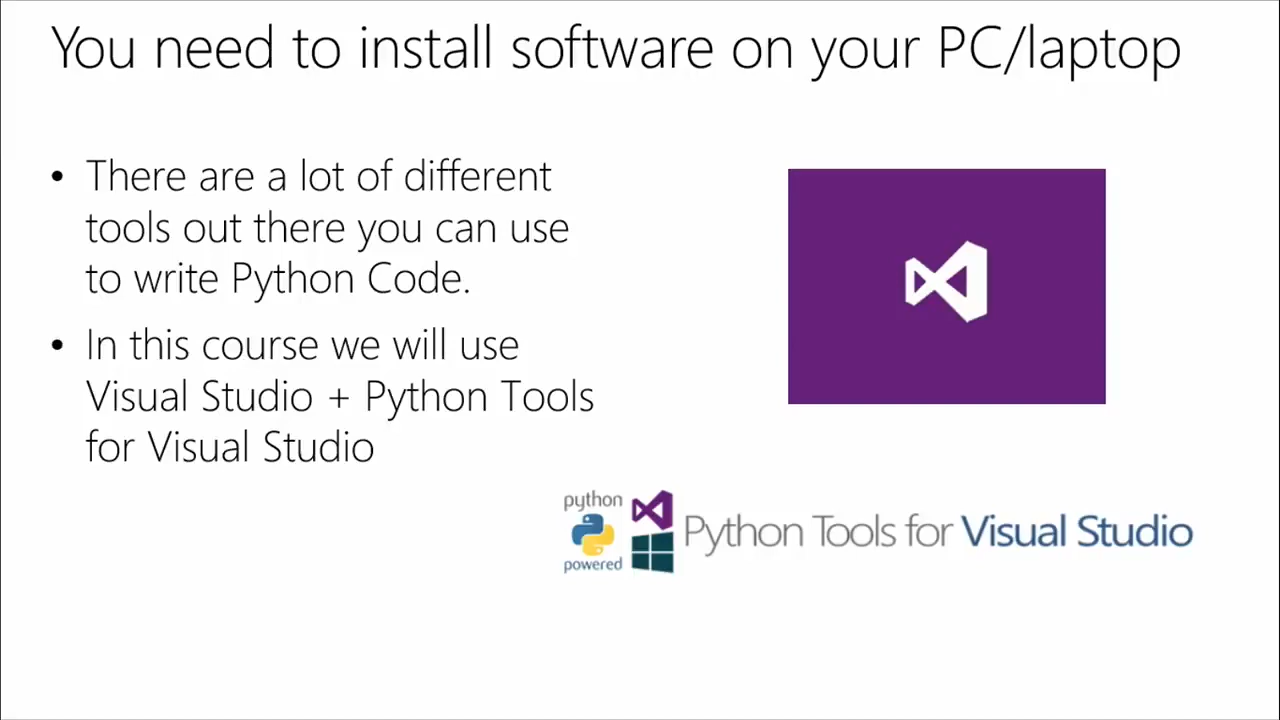 You need to install software on your PC/laptop
• There are a lot of different
tools out there you can use
to write Python Code.
• In this course we will use
Visual Studio + Python Tools
for Visual Studio
python
powered
Python Tools for Visual Studio